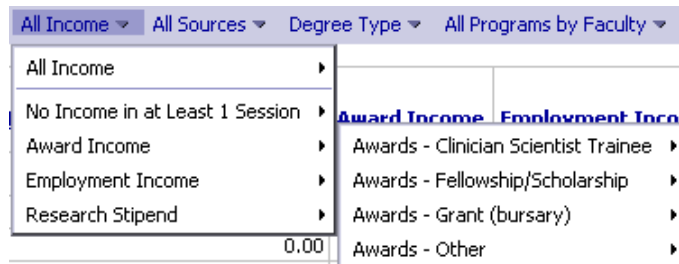 All Income All Sources Degree Type All Programs by Faculty
All Income
No Income in at Least 1 Session
Award Income
Employment Income
Research Stipend
Award Income Employment Inco
Awards - Clinician Scientist Trainee
Awards - Fellowship/Scholarship
Awards - Grant (bursary)
Awards - Other
0.00